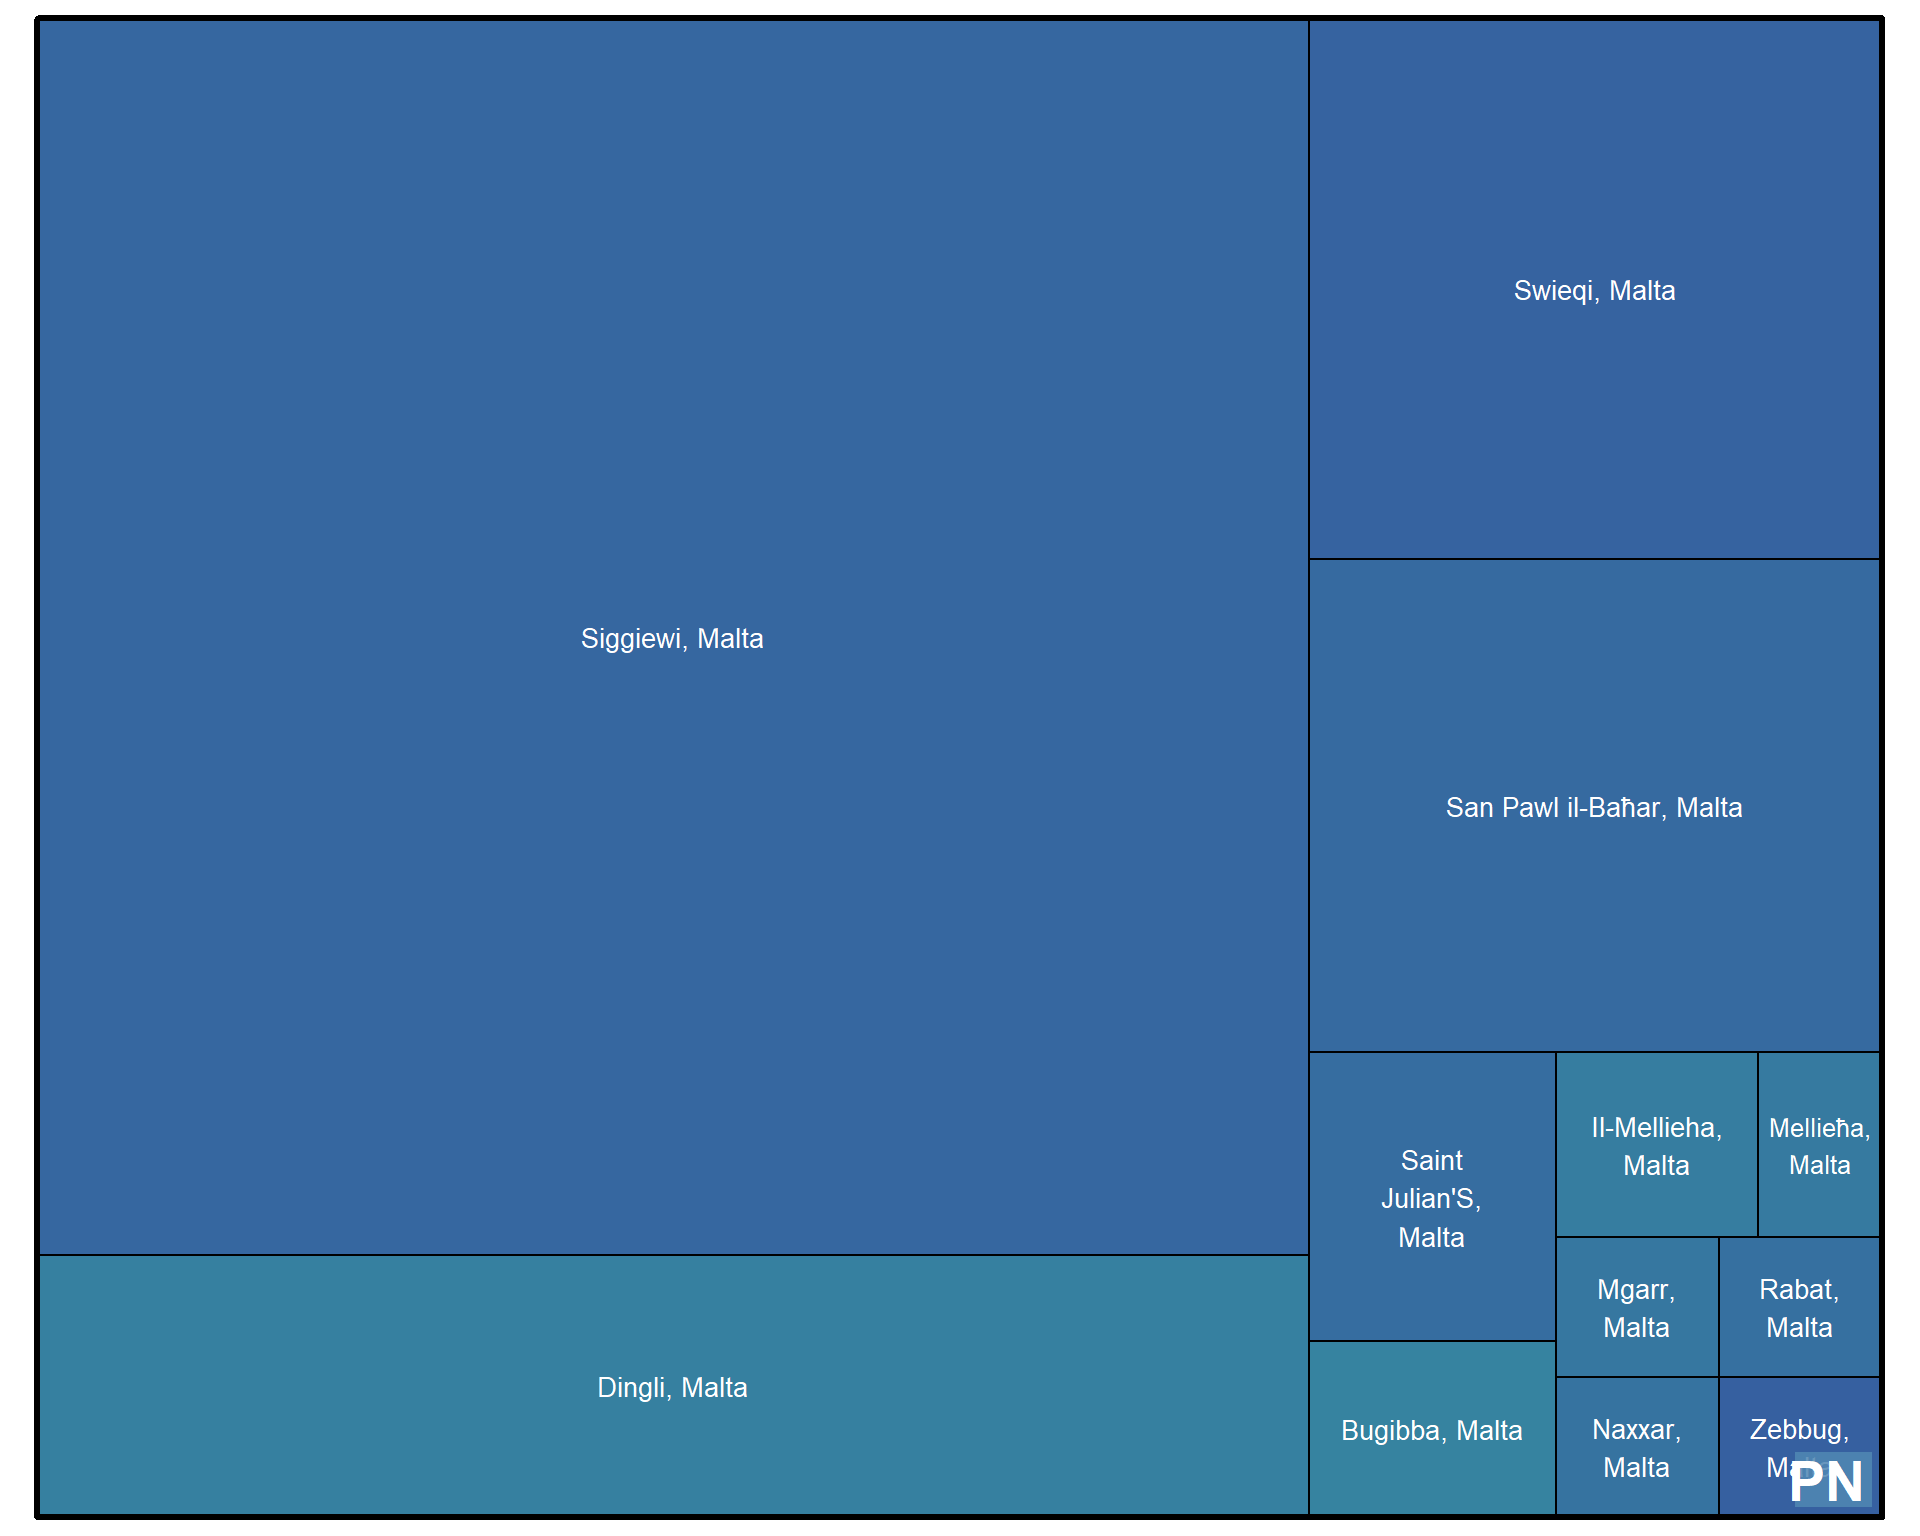 Swieqi, Malta
Siggiewi, Malta
San Pawl il-Baħar, Malta
Il-Mellieha,
Malta
Mellieħa,
Malta
Saint
Julian'S,
Malta
Mgarr,
Malta
Rabat,
Malta
Dingli, Malta
Bugibba, Malta
Naxxar,
Malta
Zebbug,
Malta
PN